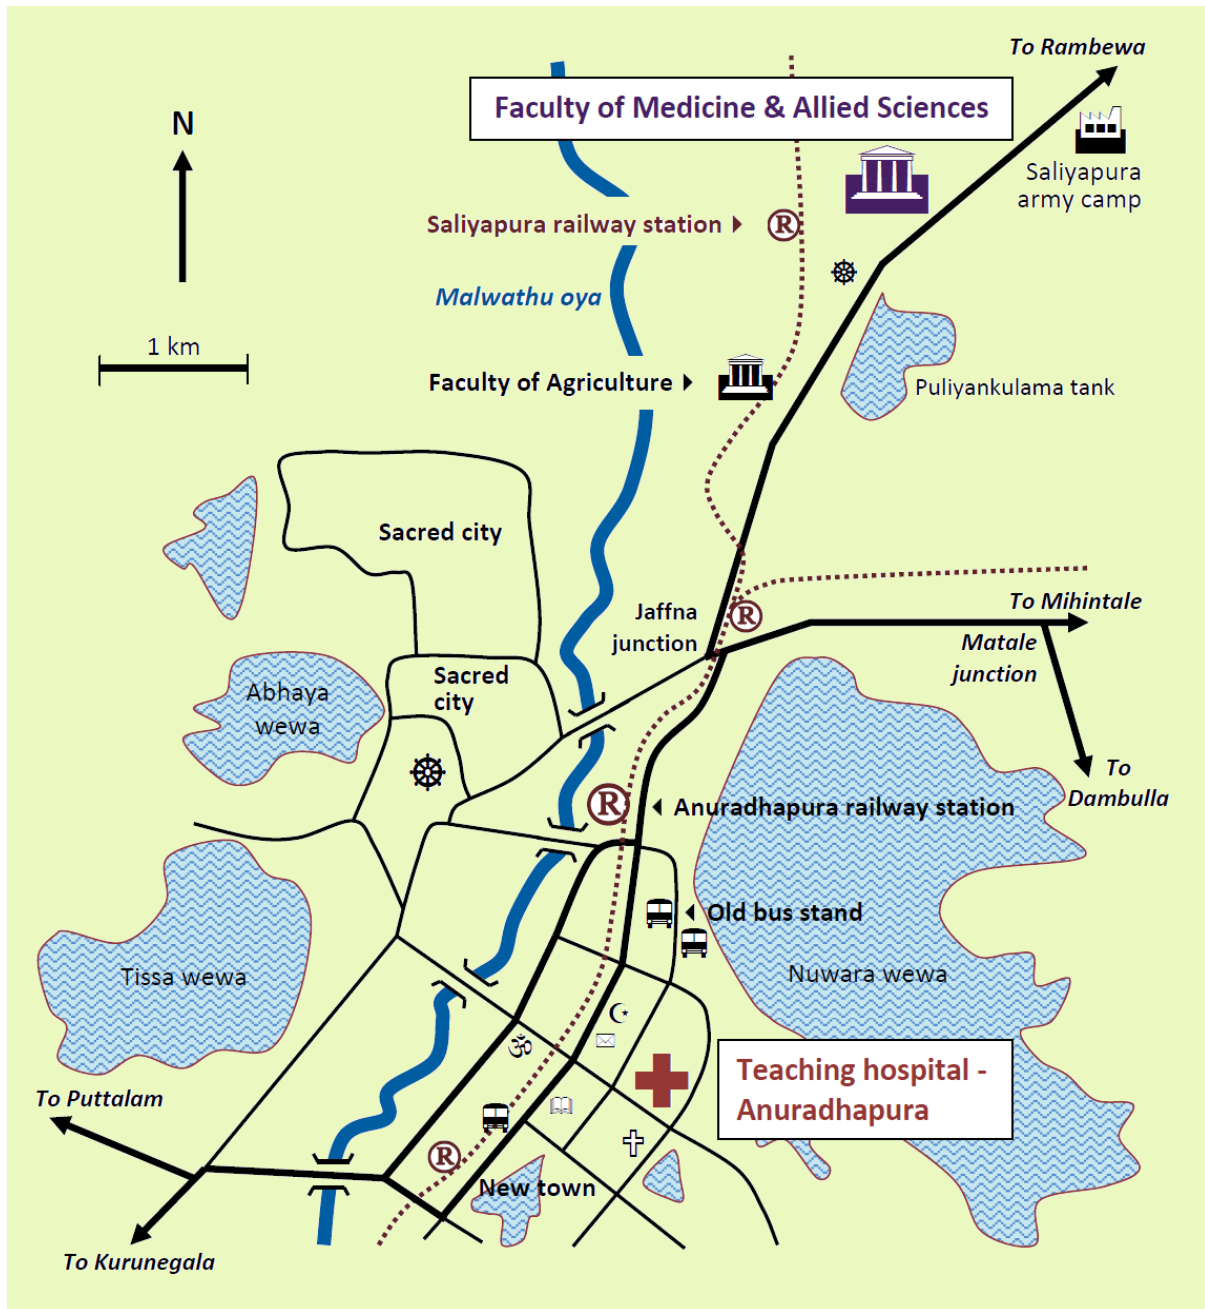 To Rambewa
Faculty of Medicine & Allied Sciences
N
Saliyapura
army camp
Saliyapura railway station
R
Malwathu oya
1 km
Faculty of Agriculture
Puliyankulama tank
Sacred city
Jaffna
junction
R
To Mihintale
Matale
junction
Sacred
city
Abhaya
wewa
To
Dambulla
R
Anuradhapura railway station
Old bus stand
Tissa wewa
Nuwara wewa
ॐ
Teaching hospital -
Anuradhapura
To Puttalam
R
New town
To Kurunegala